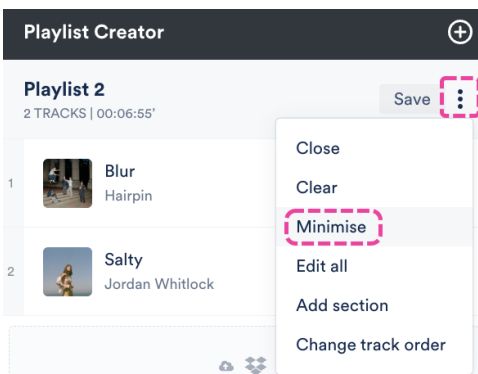 Playlist Creator
Playlist 2
2 TRACKS | 00:06:55'
Save
Close
Clear
Minimise
Edit all
Add section
Change track order
1
Blur
Hairpin
2
Salty
Jordan Whitlock